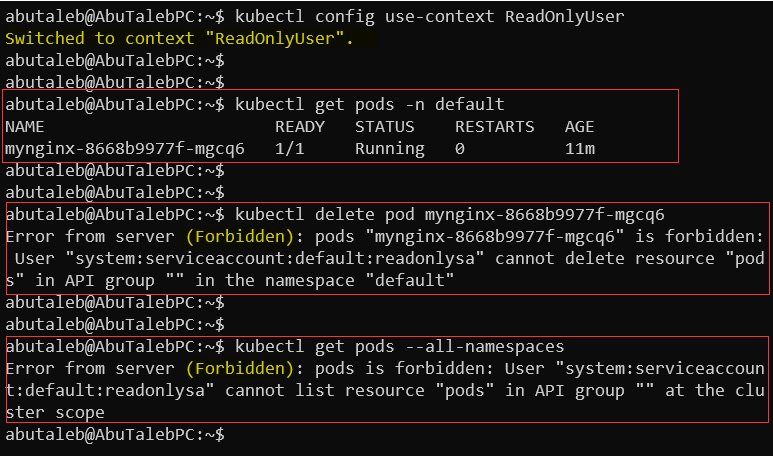 abutaleb@AbuTalebPC:~$ kubectl config use-context ReadOnlyUser
Switched to context "ReadOnlyUser".
abutaleb@AbuTalebPC:~$
abutaleb@AbuTalebPC:~$
abutaleb@AbuTalebPC:~$ kubectl get pods -n default
NAME                       READY   STATUS    RESTARTS   AGE
mynginx-8668b9977f-mgcq6   1/1     Running   0          11m
abutaleb@AbuTalebPC:~$
abutaleb@AbuTalebPC:~$
abutaleb@AbuTalebPC:~$ kubectl delete pod mynginx-8668b9977f-mgcq6
Error from server (Forbidden): pods "mynginx-8668b9977f-mgcq6" is forbidden:
 User "system:serviceaccount:default:readonlysa" cannot delete resource "pod
s" in API group "" in the namespace "default"
abutaleb@AbuTalebPC:~$
abutaleb@AbuTalebPC:~$
abutaleb@AbuTalebPC:~$ kubectl get pods --all-namespaces
Error from server (Forbidden): pods is forbidden: User "system:serviceaccoun
t:default:readonlysa" cannot list resource "pods" in API group "" at the clu
ster scope
abutaleb@AbuTalebPC:~$